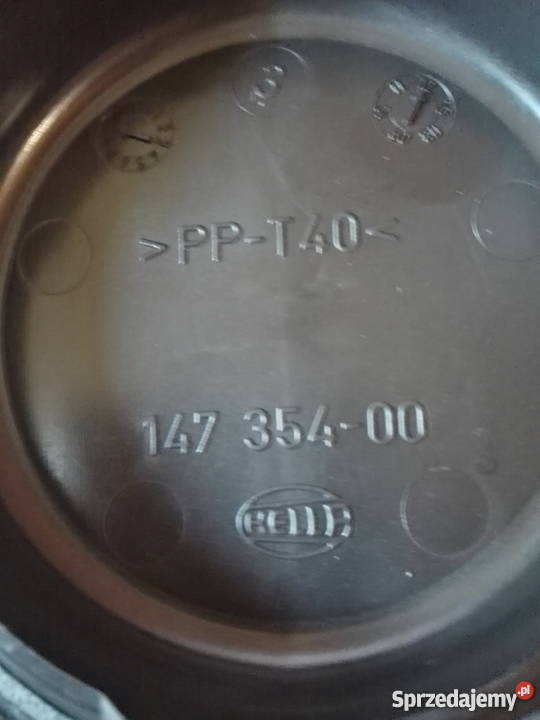 >PP-T40<
147 354-00
HELLA
Sprzedajemy.pl